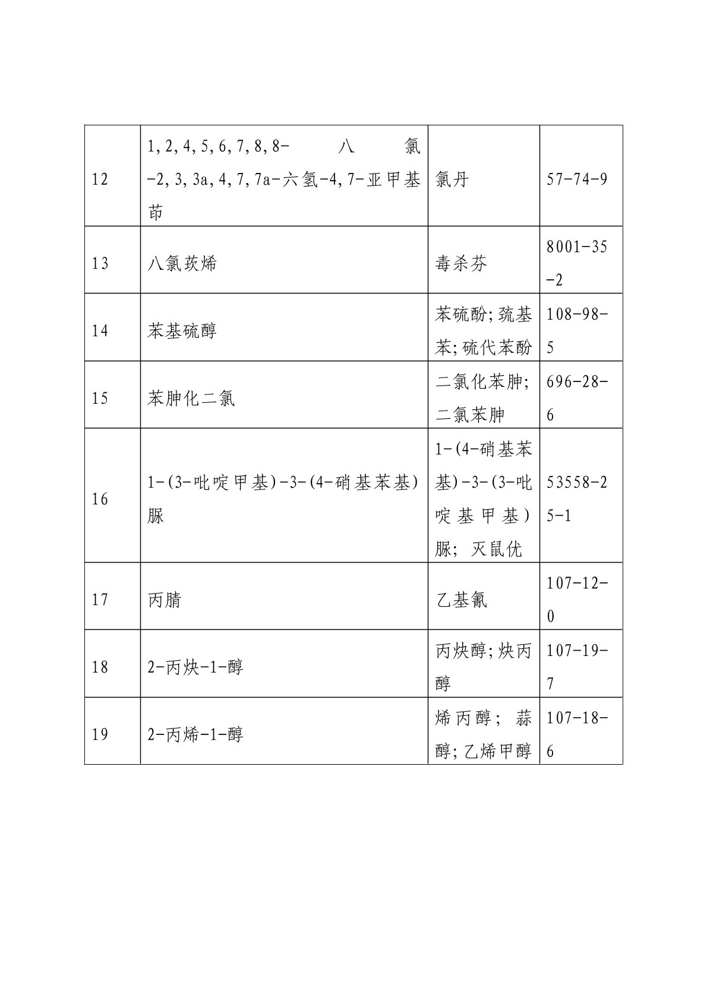 12
1,2,4,5,6,7,8,8- 八 氯
-2,3,3a,4,7,7a-六氢-4,7-亚甲基
茚
氯丹
57-74-9
13
八氯莰烯
毒杀芬
8001-35
-2
14
苯基硫醇
苯硫酚;巯基
苯;硫代苯酚
108-98-
5
15
苯胂化二氯
二氯化苯胂;
二氯苯胂
696-28-
6
16
1-(3-吡啶甲基)-3-(4-硝基苯基)
脲
1-(4-硝基苯
基)-3-(3-吡
啶基甲基)
脲; 灭鼠优
53558-2
5-1
17
丙腈
乙基氰
107-12-
0
18
2-丙炔-1-醇
丙炔醇;炔丙
醇
107-19-
7
19
2-丙烯-1-醇
烯丙醇; 蒜
醇;乙烯甲醇
107-18-
6